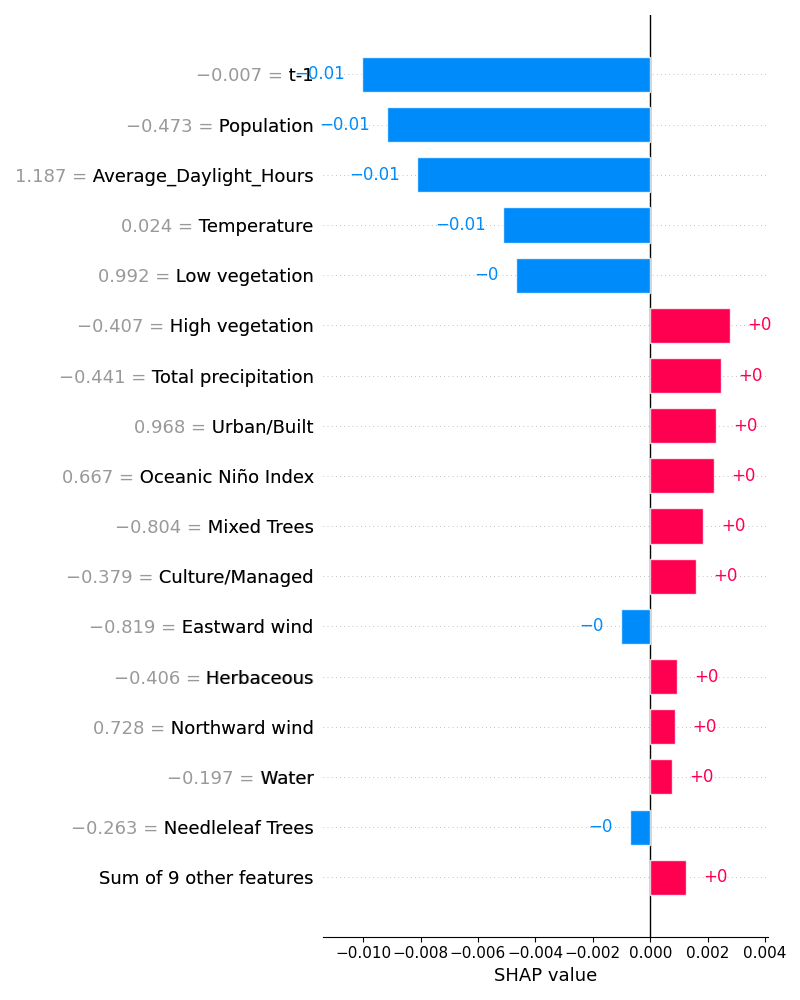 −0.007 = t-1 −0.01
−0.473 = Population −0.01
1.187 = Average_Daylight_Hours −0.01
0.024 = Temperature −0.01
0.992 = Low vegetation −0
−0.407 = High vegetation +0
−0.441 = Total precipitation +0
0.968 = Urban/Built +0
0.667 = Oceanic Niño Index +0
−0.804 = Mixed Trees +0
−0.379 = Culture/Managed +0
−0.819 = Eastward wind −0
−0.406 = Herbaceous +0
0.728 = Northward wind +0
−0.197 = Water +0
−0.263 = Needleleaf Trees −0
Sum of 9 other features +0
−0.010 −0.008 −0.006 −0.004 −0.002 0.000 0.002 0.004
SHAP value